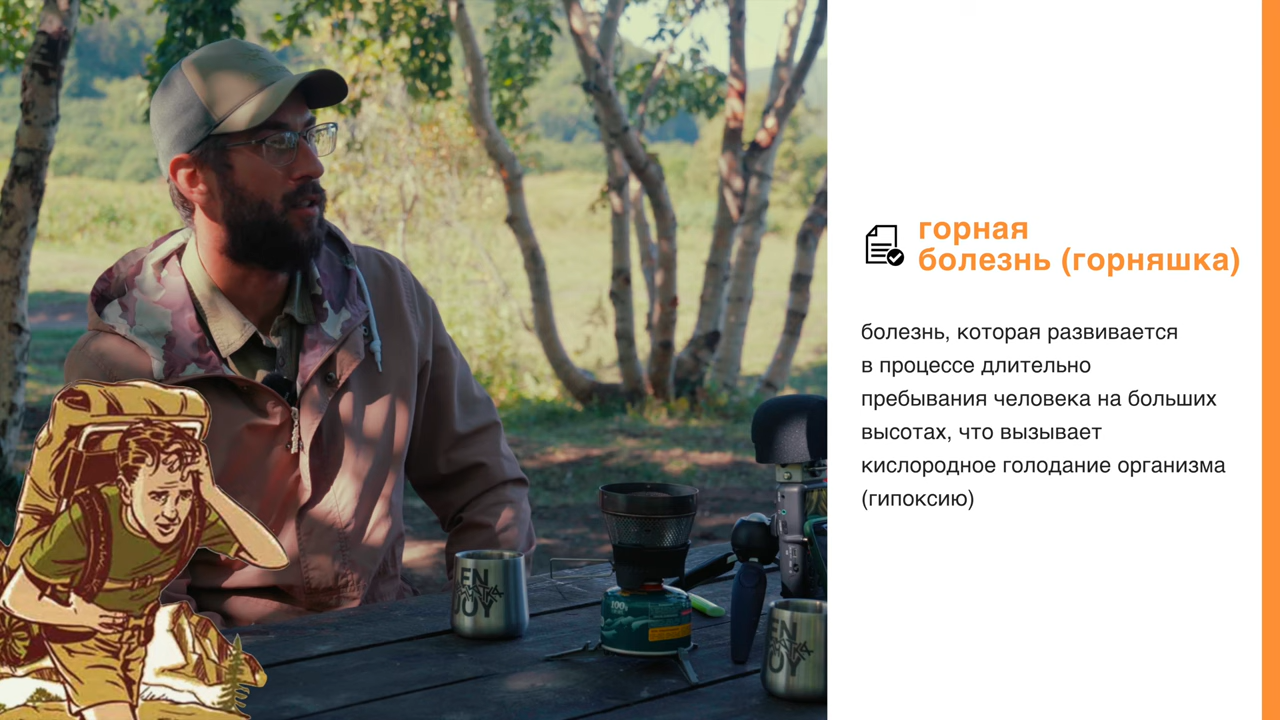 горная
болезнь (горняшка)
болезнь, которая развивается
в процессе длительно
пребывания человека на больших
высотах, что вызывает
кислородное голодание организма
(гипоксию)
EN
JOY
100g
EN